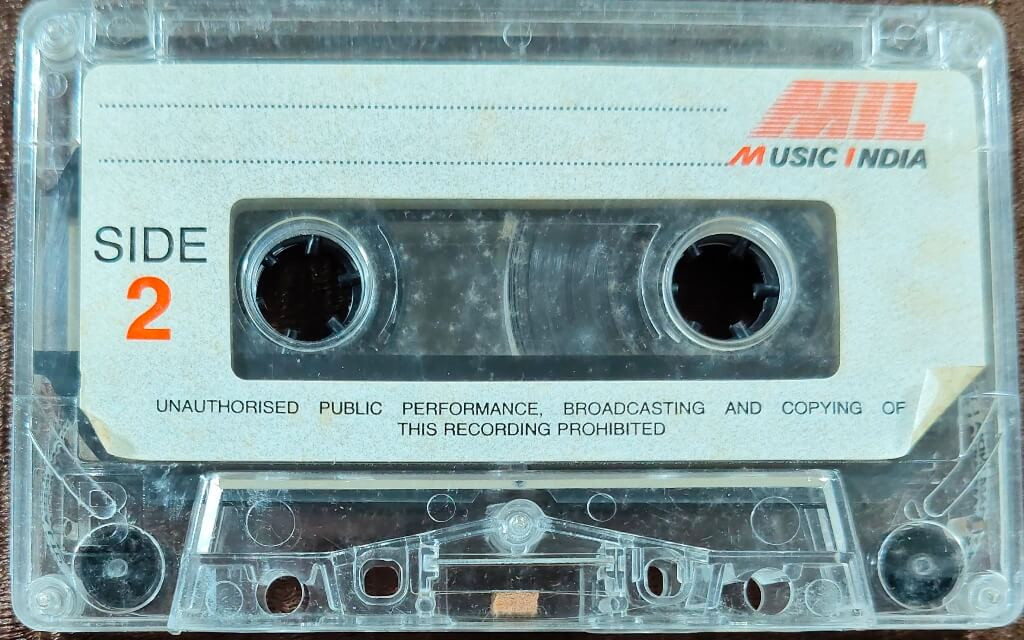 MIL
MUSIC INDIA
SIDE
2
UNAUTHORISED PUBLIC PERFORMANCE, BROADCASTING AND COPYING OF
THIS RECORDING PROHIBITED